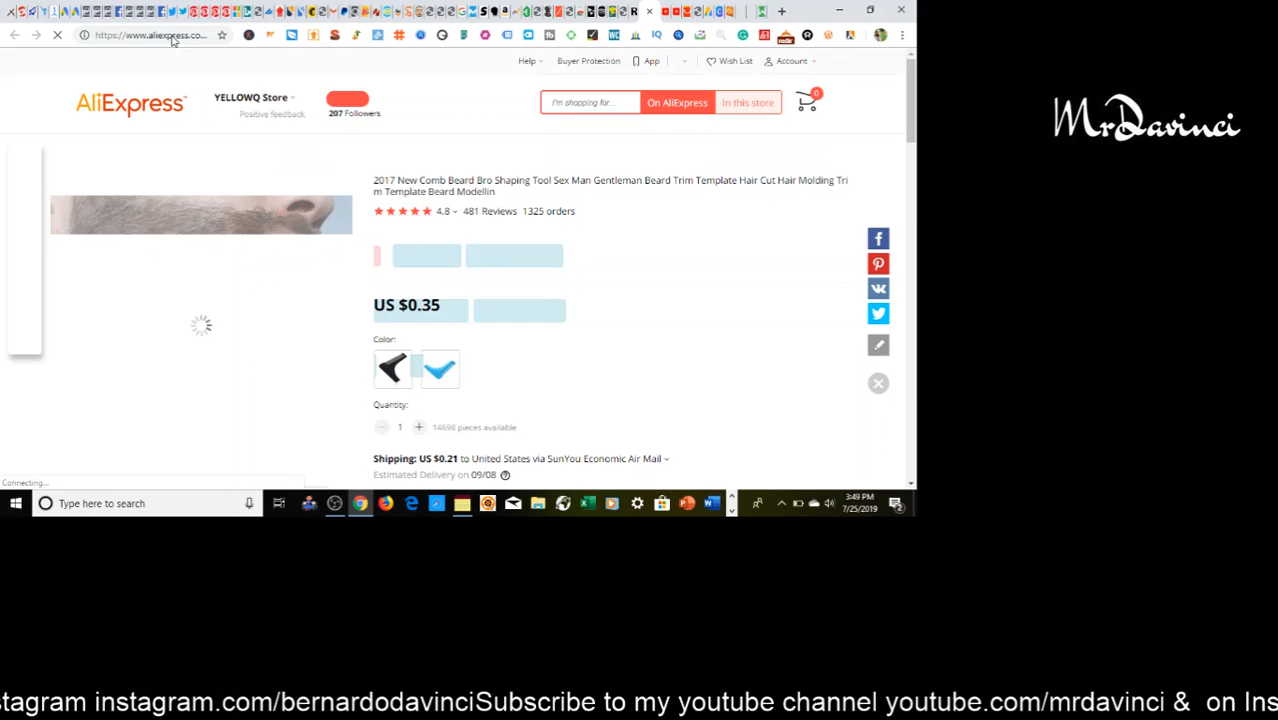 https://www.aliexpress.co...
Help
Buyer Protection
App
Wish List
Account
AliExpress
YELLOWQ Store
Positive feedback
207 Followers
I'm shopping for...
On AliExpress
In this store
0
2017 New Comb Beard Bro Shaping Tool Sex Man Gentleman Beard Trim Template Hair Cut Hair Molding Tri
m Template Beard Modellin
4.8 481 Reviews 1325 orders
US $0.35
Color:
Quantity:
1 14698 pieces available
Shipping: US $0.21 to United States via SunYou Economic Air Mail
Estimated Delivery on 09/08
Connecting...
Type here to search
3:49 PM
7/25/2019
MrDavinci
stagram instagram.com/bernardodavinciSubscribe to my youtube channel youtube.com/mrdavinci & on Ins